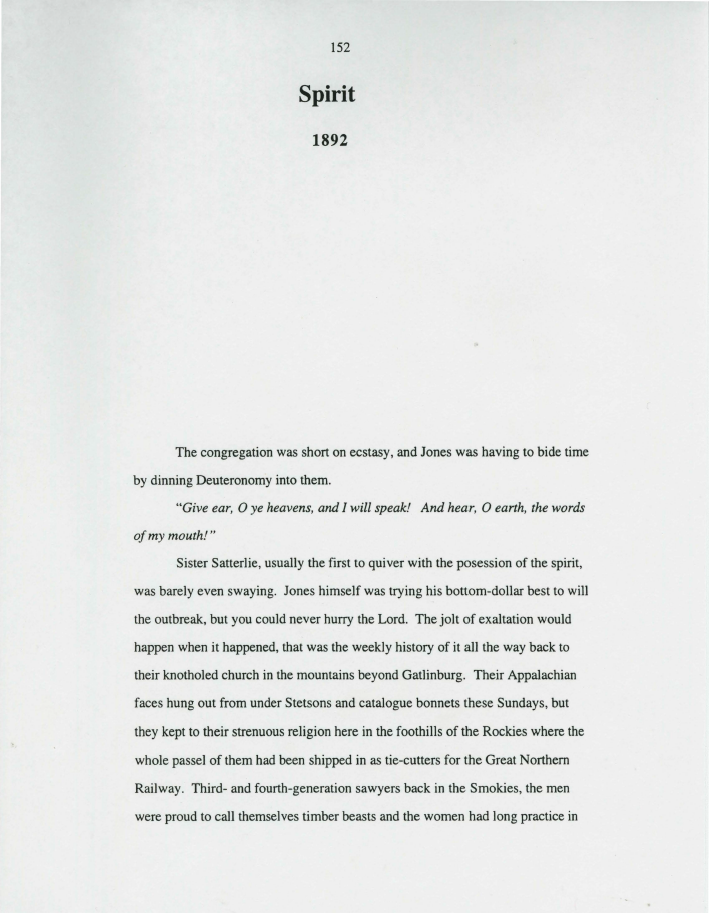 152
Spirit
1892
The congregation was short on ecstasy, and Jones was having to bide time
by dinning Deuteronomy into them.
“Give ear, O ye heavens, and I will speak!  And hear, O earth, the words
of my mouth!”
Sister Satterlie, usually the first to quiver with the posession of the spirit,
was barely even swaying.  Jones himself was trying his bottom-dollar best to will
the outbreak, but you could never hurry the Lord.  The jolt of exaltation would
happen when it happened, that was the weekly history of it all the way back to
their knotholed church in the mountains beyond Gatlinburg.  Their Appalachian
faces hung out from under Stetsons and catalogue bonnets these Sundays, but
they kept to their strenuous religion here in the foothills of the Rockies where the
whole passel of them had been shipped in as tie-cutters for the Great Northern
Railway.  Third- and fourth-generation sawyers back in the Smokies, the men
were proud to call themselves timber beasts and the women had long practice in